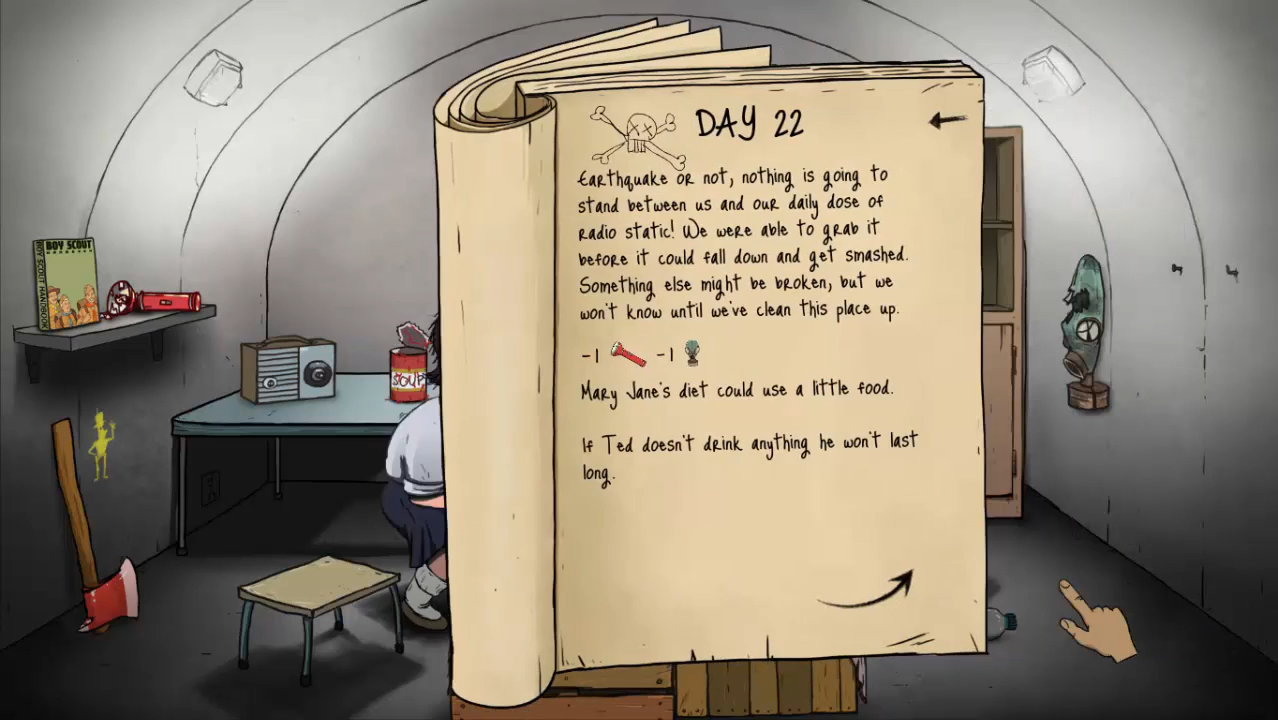 DAY 22
Earthquake or not, nothing is going to
stand between us and our daily dose of
radio static! We were able to grab it
before it could fall down and get smashed.
Something else might be broken, but we
won't know until we've clean this place up.
-1 -1
Mary Jane's diet could use a little food.
If Ted doesn't drink anything he won't last
long.
BOY SCOUT
BOY SCOUT HANDBOOK
SOUP